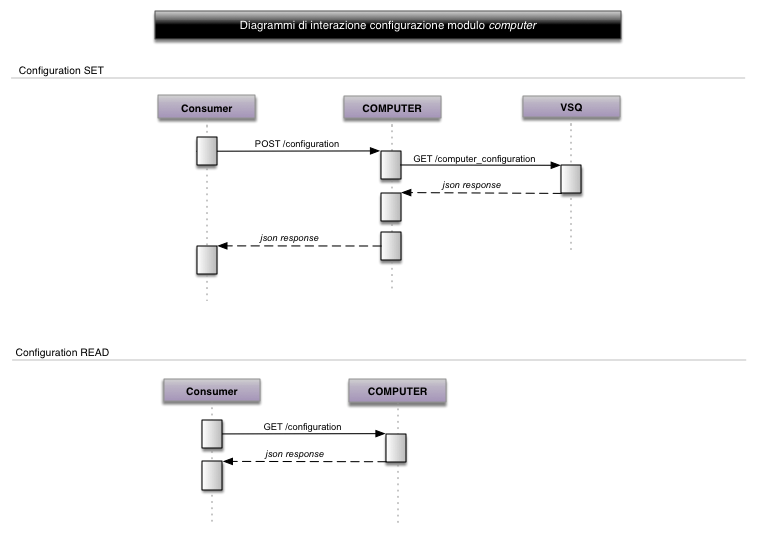 Diagrammi di interazione configurazione modulo computer
Configuration SET
Consumer
COMPUTER
VSQ
POST /configuration
GET /computer_configuration
json response
json response
Configuration READ
Consumer
COMPUTER
GET /configuration
json response